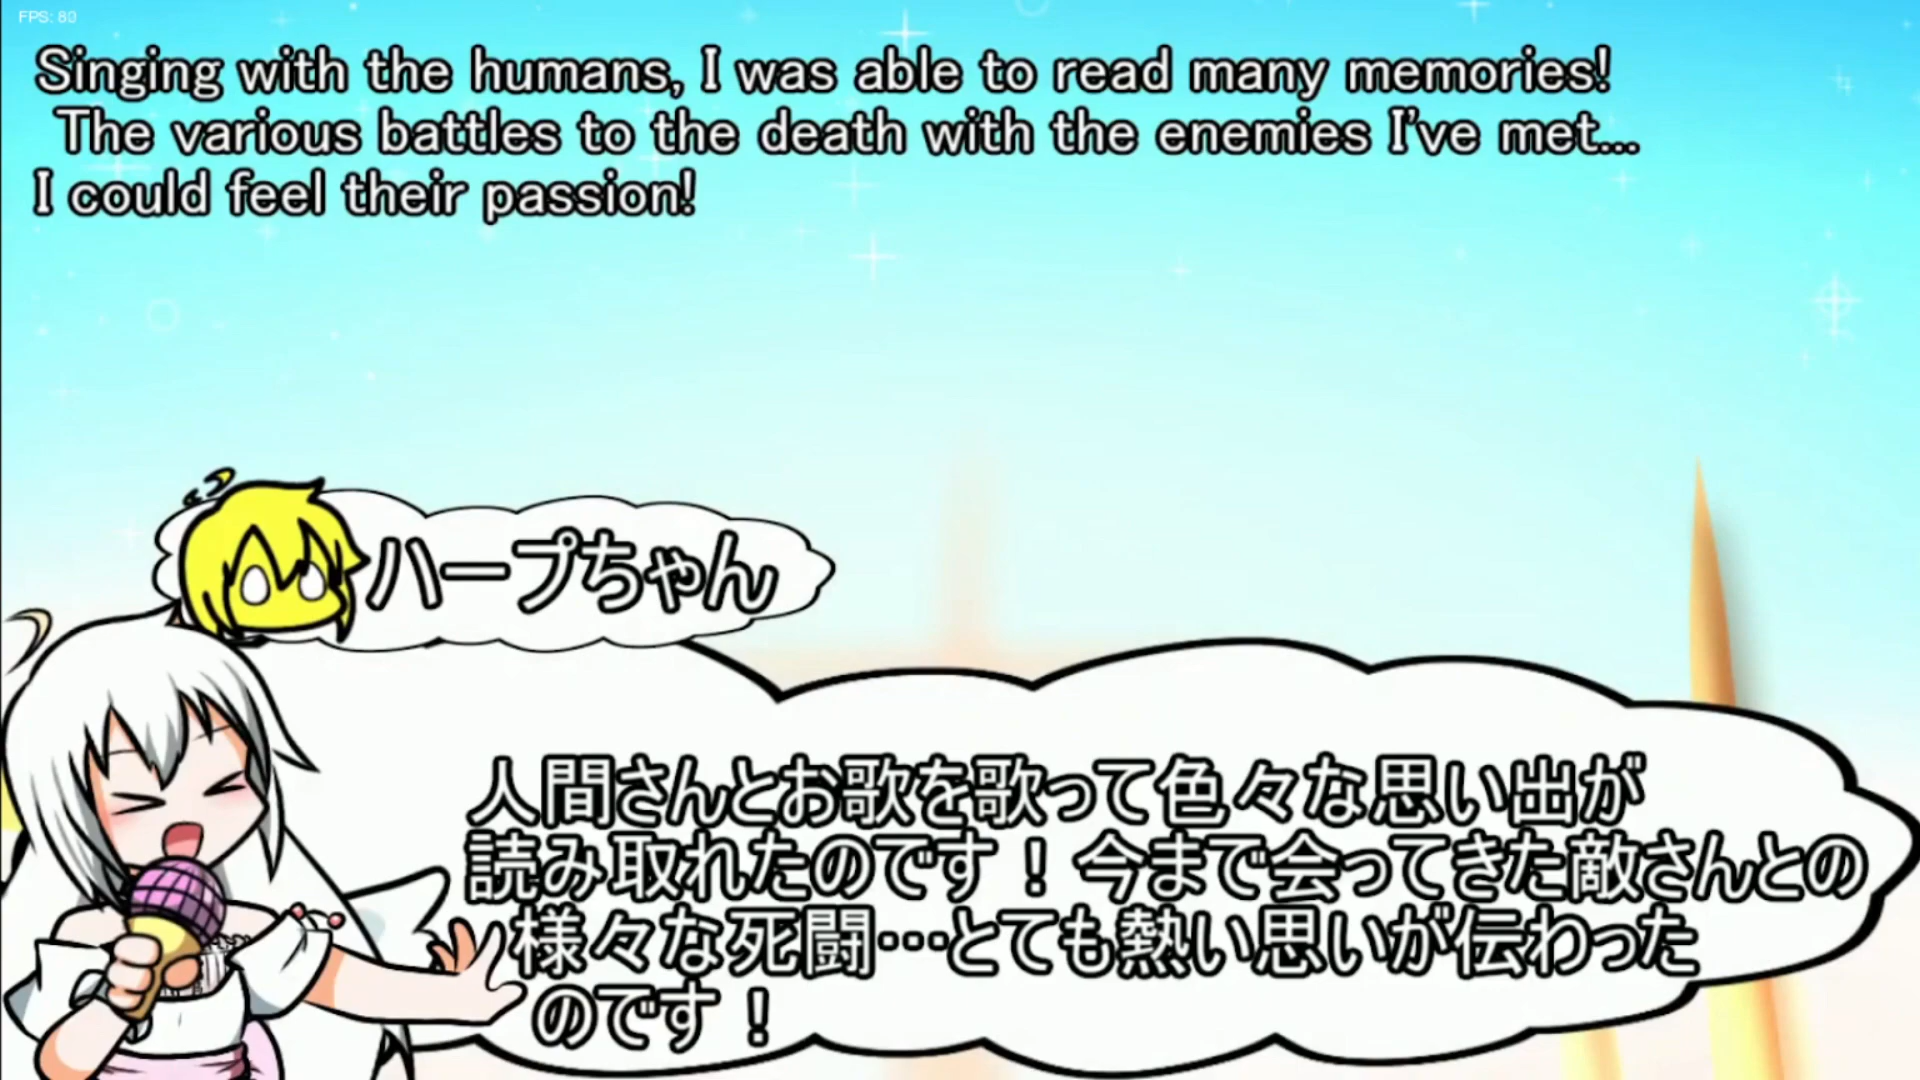 FPS: 80
Singing with the humans, I was able to read many memories!
The various battles to the death with the enemies I've met...
I could feel their passion!
ハープちゃん
人間さんとお歌を歌って色々な思い出が
読み取れたのです！今まで会ってきた敵さんとの
様々な死闘…とても熱い思いが伝わった
のです！